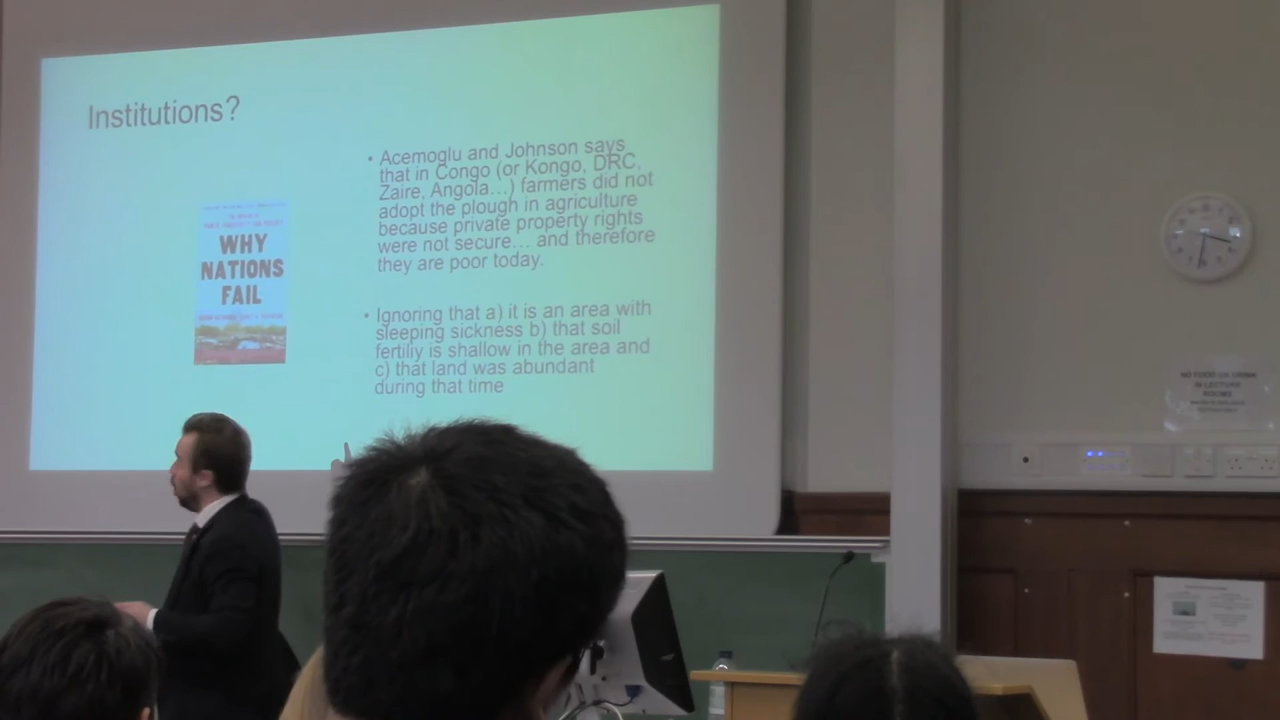 Institutions?
• Acemoglu and Johnson says
that in Congo (or Kongo, DRC,
Zaire, Angola...) farmers did not
adopt the plough in agriculture
because private property rights
were not secure... and therefore
they are poor today.
• Ignoring that a) it is an area with
sleeping sickness b) that soil
fertiliy is shallow in the area and
c) that land was abundant
during that time
WHY
NATIONS
FAIL
NO FOOD OR DRINK
IN LECTURE
ROOMS